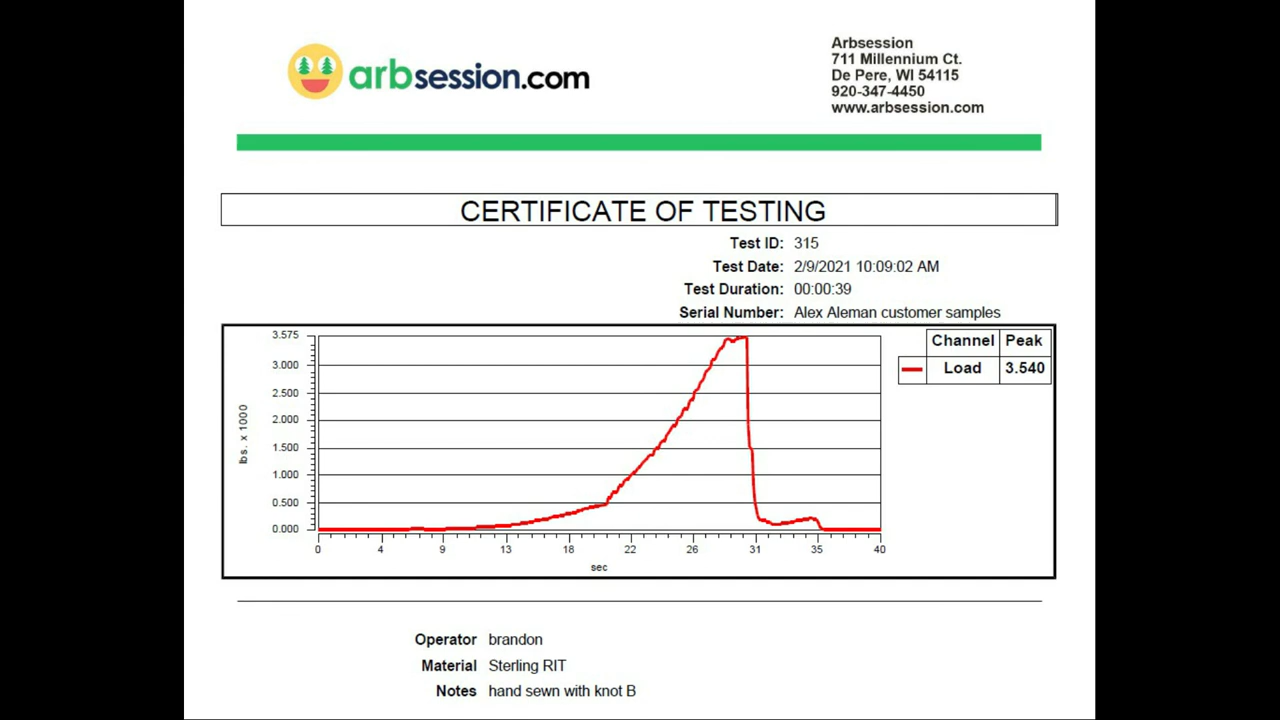 arbsession.com
Arbsession
711 Millennium Ct.
De Pere, WI 54115
920-347-4450
www.arbsession.com
CERTIFICATE OF TESTING
Test ID: 315
Test Date: 2/9/2021 10:09:02 AM
Test Duration: 00:00:39
Serial Number: Alex Aleman customer samples
Channel Peak
Load 3.540
lbs. x 1000
3.575
3.000
2.500
2.000
1.500
1.000
0.500
0.000
0 4 9 13 18 22 26 31 35 40
sec
Operator brandon
Material Sterling RIT
Notes hand sewn with knot B